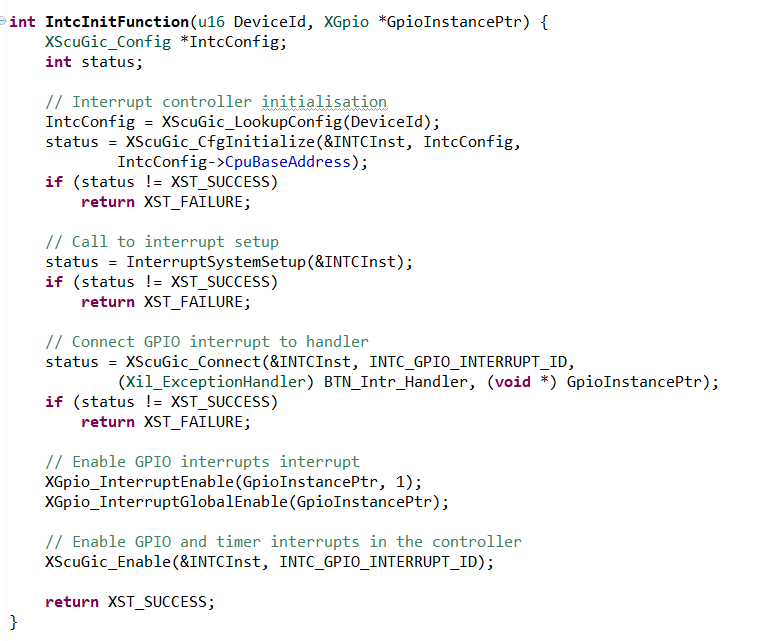 int IntcInitFunction(u16 DeviceId, XGpio *GpioInstancePtr) {
    XScuGic_Config *IntcConfig;
    int status;

    // Interrupt controller initialisation
    IntcConfig = XScuGic_LookupConfig(DeviceId);
    status = XScuGic_CfgInitialize(&INTCInst, IntcConfig,
            IntcConfig->CpuBaseAddress);
    if (status != XST_SUCCESS)
        return XST_FAILURE;

    // Call to interrupt setup
    status = InterruptSystemSetup(&INTCInst);
    if (status != XST_SUCCESS)
        return XST_FAILURE;

    // Connect GPIO interrupt to handler
    status = XScuGic_Connect(&INTCInst, INTC_GPIO_INTERRUPT_ID,
            (Xil_ExceptionHandler) BTN_Intr_Handler, (void *) GpioInstancePtr);
    if (status != XST_SUCCESS)
        return XST_FAILURE;

    // Enable GPIO interrupts interrupt
    XGpio_InterruptEnable(GpioInstancePtr, 1);
    XGpio_InterruptGlobalEnable(GpioInstancePtr);

    // Enable GPIO and timer interrupts in the controller
    XScuGic_Enable(&INTCInst, INTC_GPIO_INTERRUPT_ID);

    return XST_SUCCESS;
}